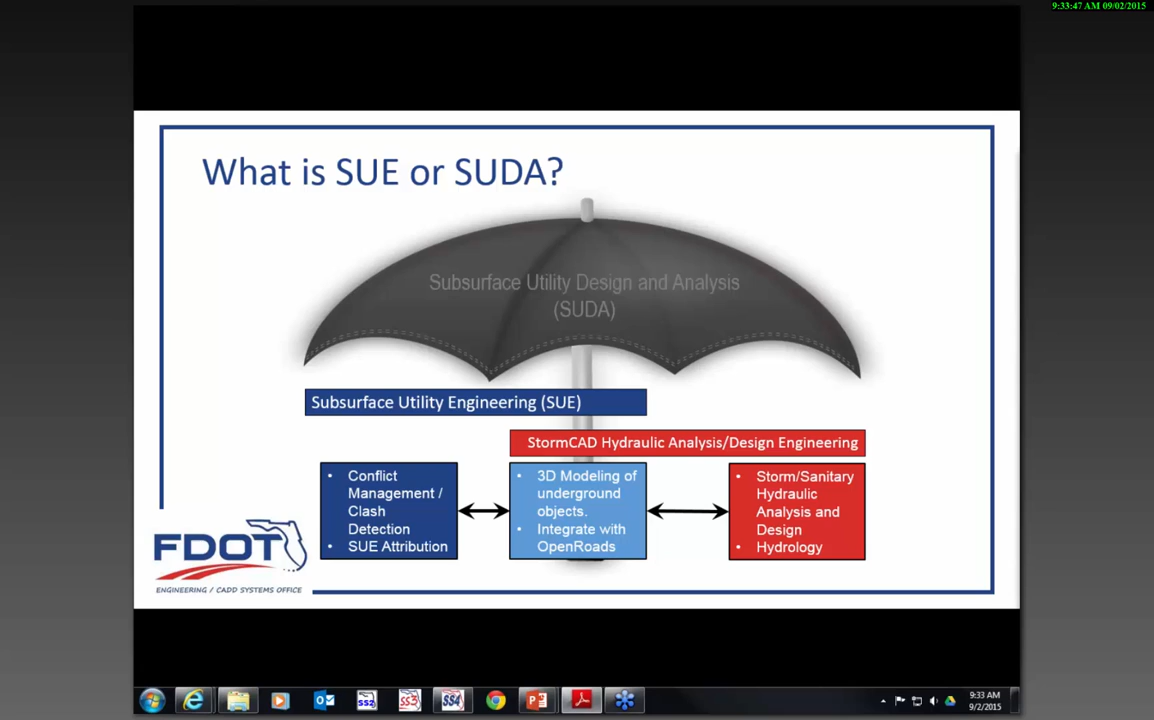 9:33:47 AM 09/02/2015
What is SUE or SUDA?
Subsurface Utility Design and Analysis
(SUDA)
Subsurface Utility Engineering (SUE)
StormCAD Hydraulic Analysis/Design Engineering
• Conflict
Management /
Clash
Detection
• SUE Attribution
• 3D Modeling of
underground
objects.
• Integrate with
OpenRoads
• Storm/Sanitary
Hydraulic
Analysis and
Design
• Hydrology
FDOT
ENGINEERING / CADD SYSTEMS OFFICE
SS2
SS3
SS4
9:33 AM
9/2/2015